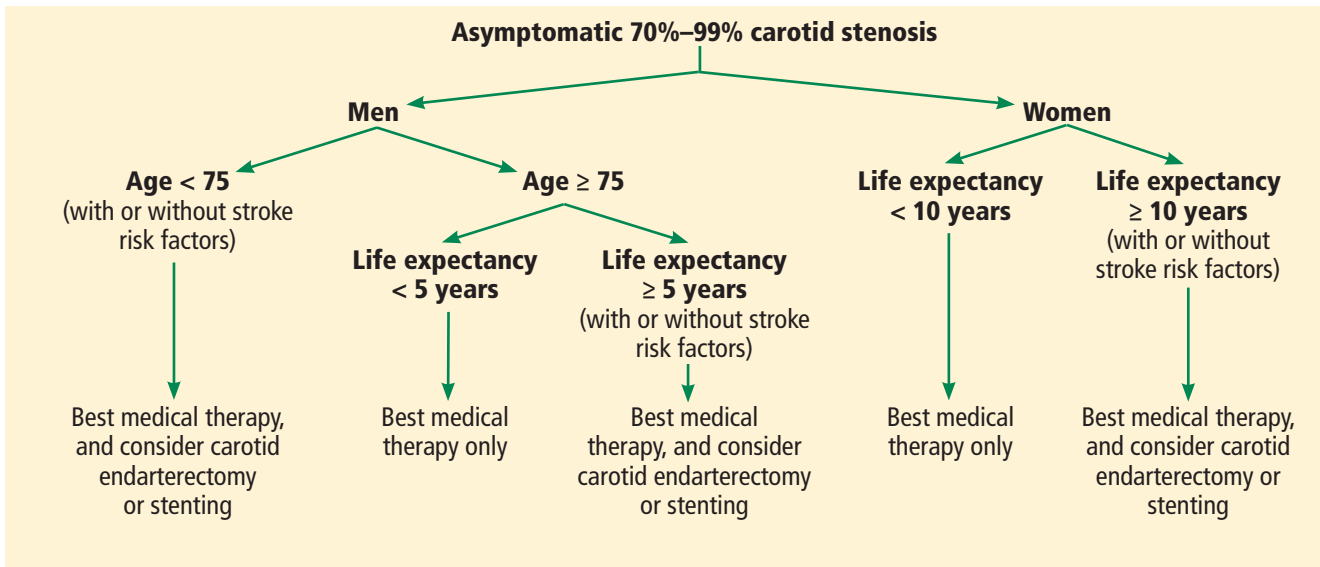 Asymptomatic 70%–99% carotid stenosis
Men
Women
Age < 75
(with or without stroke
risk factors)
Age ≥ 75
Life expectancy
< 10 years
Life expectancy
≥ 10 years
(with or without
stroke risk factors)
Life expectancy
< 5 years
Life expectancy
≥ 5 years
(with or without stroke
risk factors)
Best medical therapy,
and consider carotid
endarterectomy
or stenting
Best medical
therapy only
Best medical
therapy, and consider
carotid endarterectomy
or stenting
Best medical
therapy only
Best medical therapy,
and consider carotid
endarterectomy or
stenting